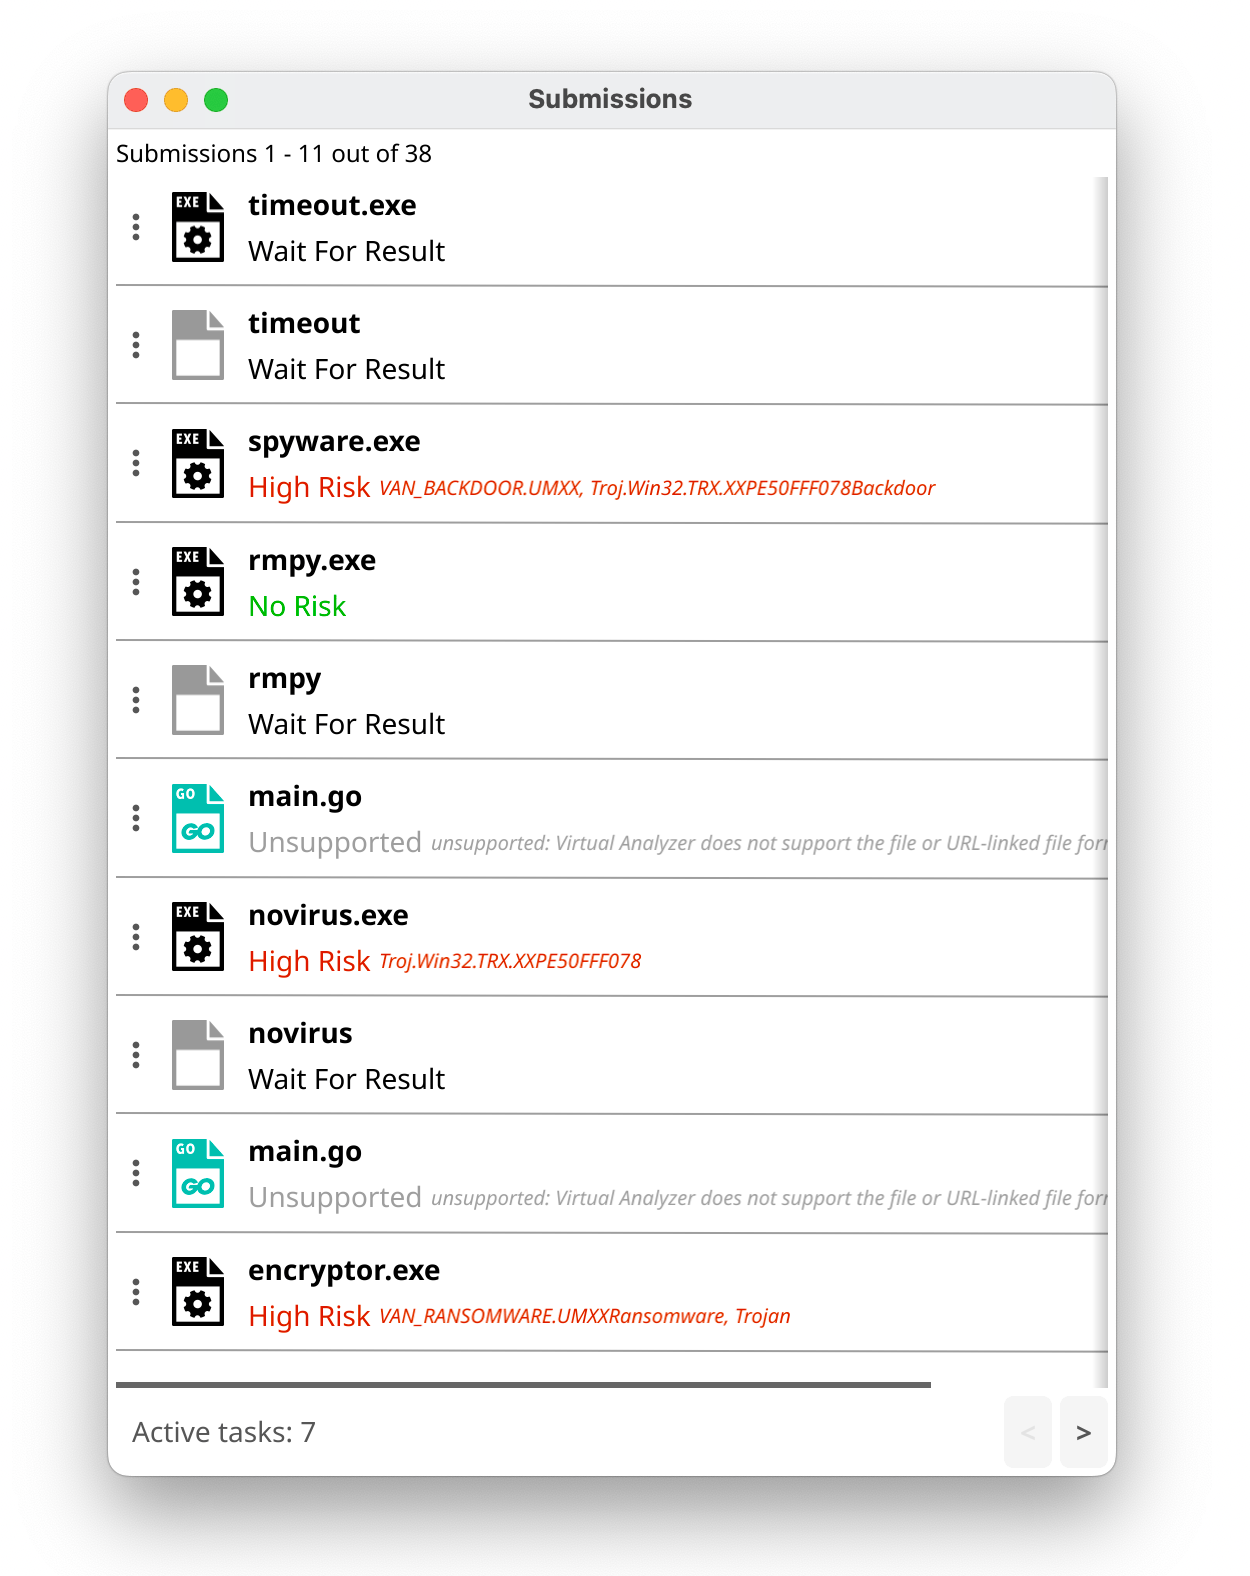 Submissions
Submissions 1 - 11 out of 38
EXE
timeout.exe
Wait For Result
timeout
Wait For Result
EXE
spyware.exe
High Risk VAN_BACKDOOR.UMXX, Troj.Win32.TRX.XXPE50FFF078Backdoor
EXE
rmpy.exe
No Risk
rmpy
Wait For Result
GO
GO
main.go
Unsupported unsupported: Virtual Analyzer does not support the file or URL-linked file
EXE
novirus.exe
High Risk Troj.Win32.TRX.XXPE50FFF078
novirus
Wait For Result
GO
GO
main.go
Unsupported unsupported: Virtual Analyzer does not support the file or URL-linked file
EXE
encryptor.exe
High Risk VAN_RANSOMWARE.UMXXRansomware, Trojan
Active tasks: 7
< >